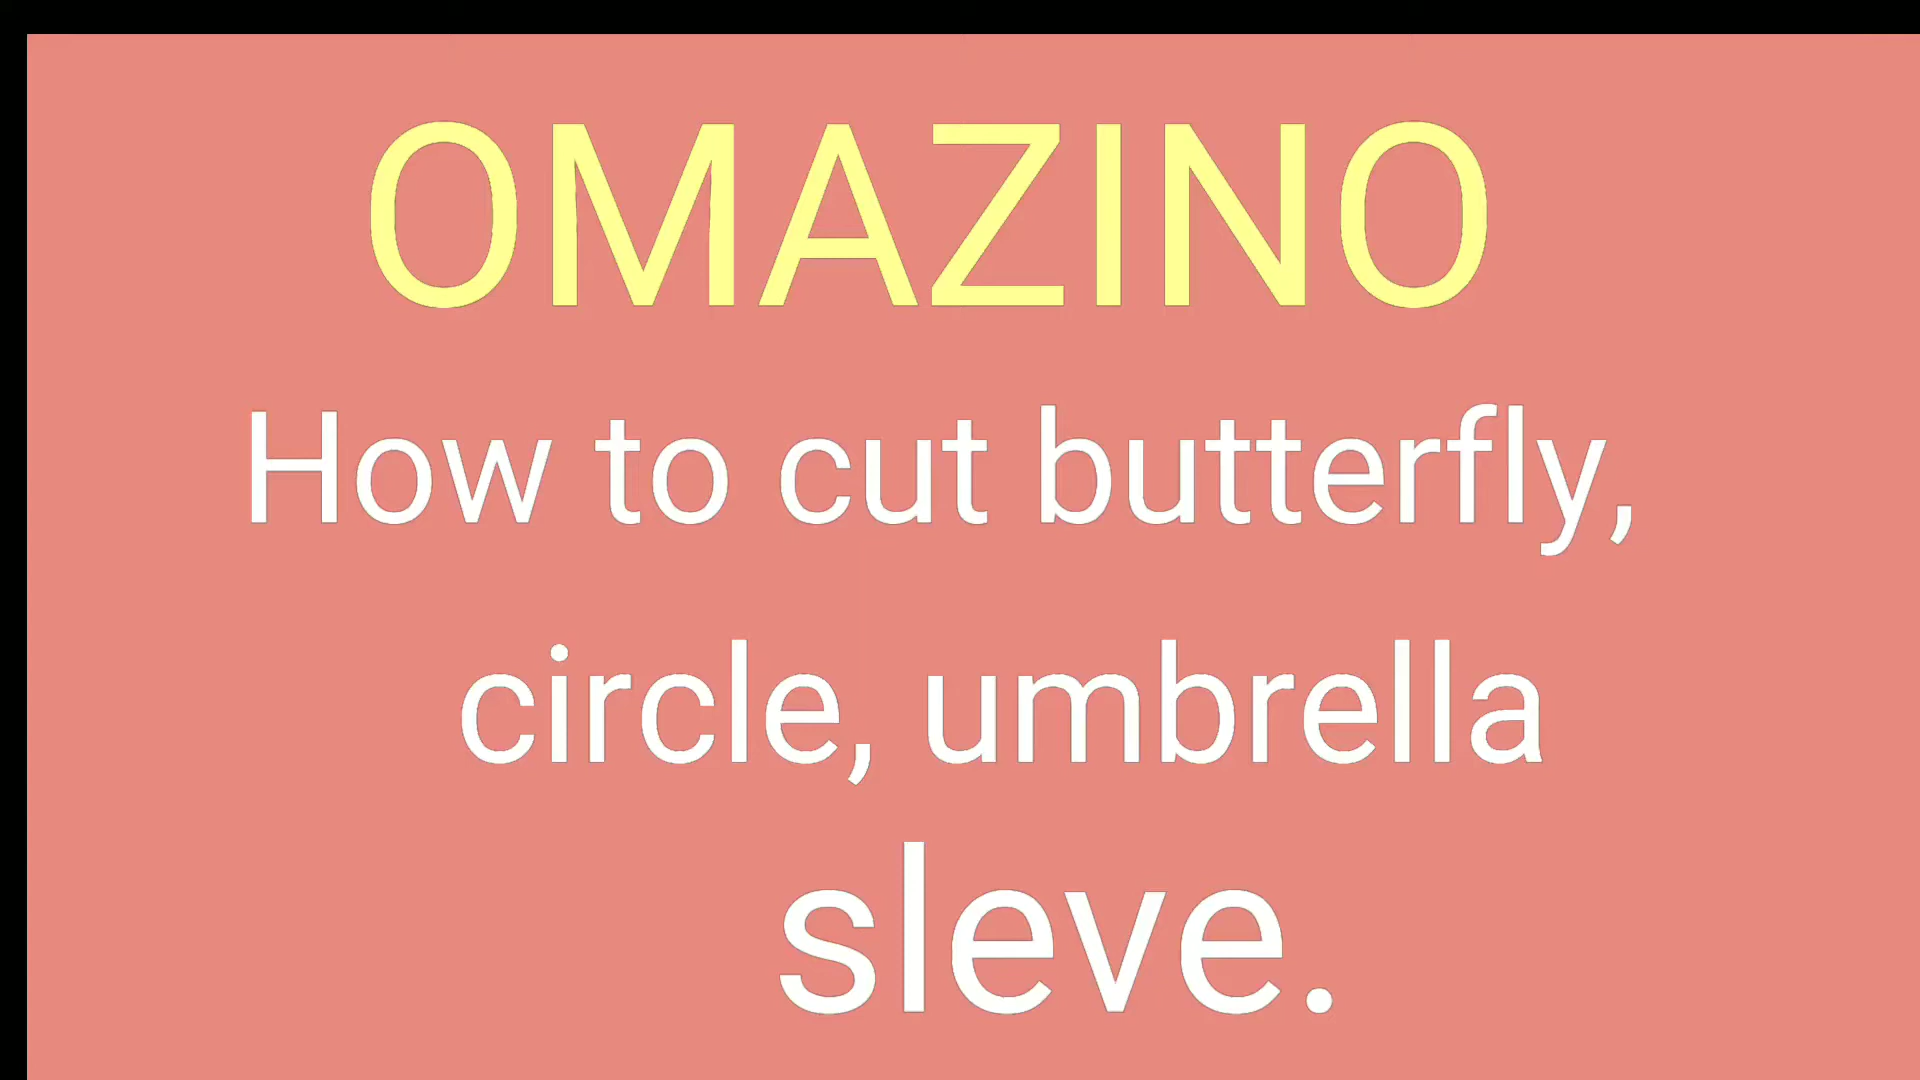 OMAZINO
How to cut butterfly,
circle, umbrella
sleve.